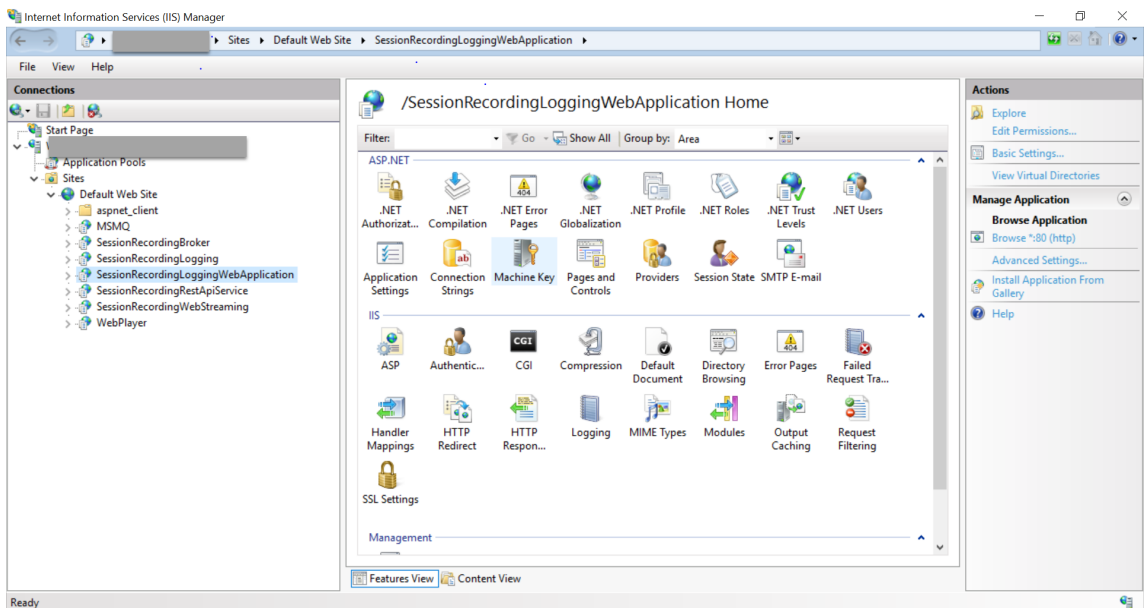 Internet Information Services (IIS) Manager
Sites Default Web Site SessionRecordingLoggingWebApplication
File View Help
Connections
Start Page
Application Pools
Sites
Default Web Site
aspnet_client
MSMQ
SessionRecordingBroker
SessionRecordingLogging
SessionRecordingLoggingWebApplication
SessionRecordingRestApiService
SessionRecordingWebStreaming
WebPlayer
/SessionRecordingLoggingWebApplication Home
Filter: Go Show All Group by: Area
ASP.NET
.NET .NET .NET Error .NET .NET Profile .NET Roles .NET Trust .NET Users
Authorizat... Compilation Pages Globalization Levels
Application Connection Machine Key Pages and Providers Session State SMTP E-mail
Settings Strings Controls
IIS
ASP Authentic... CGI Compression Default Directory Error Pages Failed
Document Browsing Request Tra...
Handler HTTP HTTP Logging MIME Types Modules Output Request
Mappings Redirect Respon... Caching Filtering
SSL Settings
Management
Features View Content View
Actions
Explore
Edit Permissions...
Basic Settings...
View Virtual Directories
Manage Application
Browse Application
Browse *:80 (http)
Advanced Settings...
Install Application From
Gallery
Help
Ready